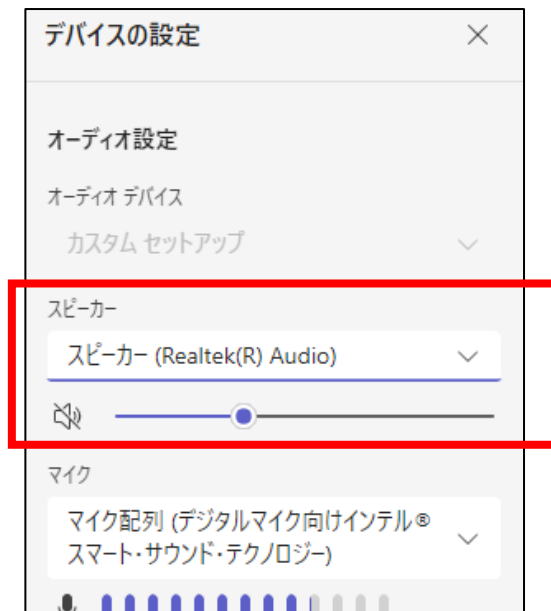 デバイスの設定
オーディオ設定
オーディオ デバイス
カスタム セットアップ
スピーカー
スピーカー (Realtek(R) Audio)
マイク
マイク配列 (デジタルマイク向けインテル®
スマート・サウンド・テクノロジー)